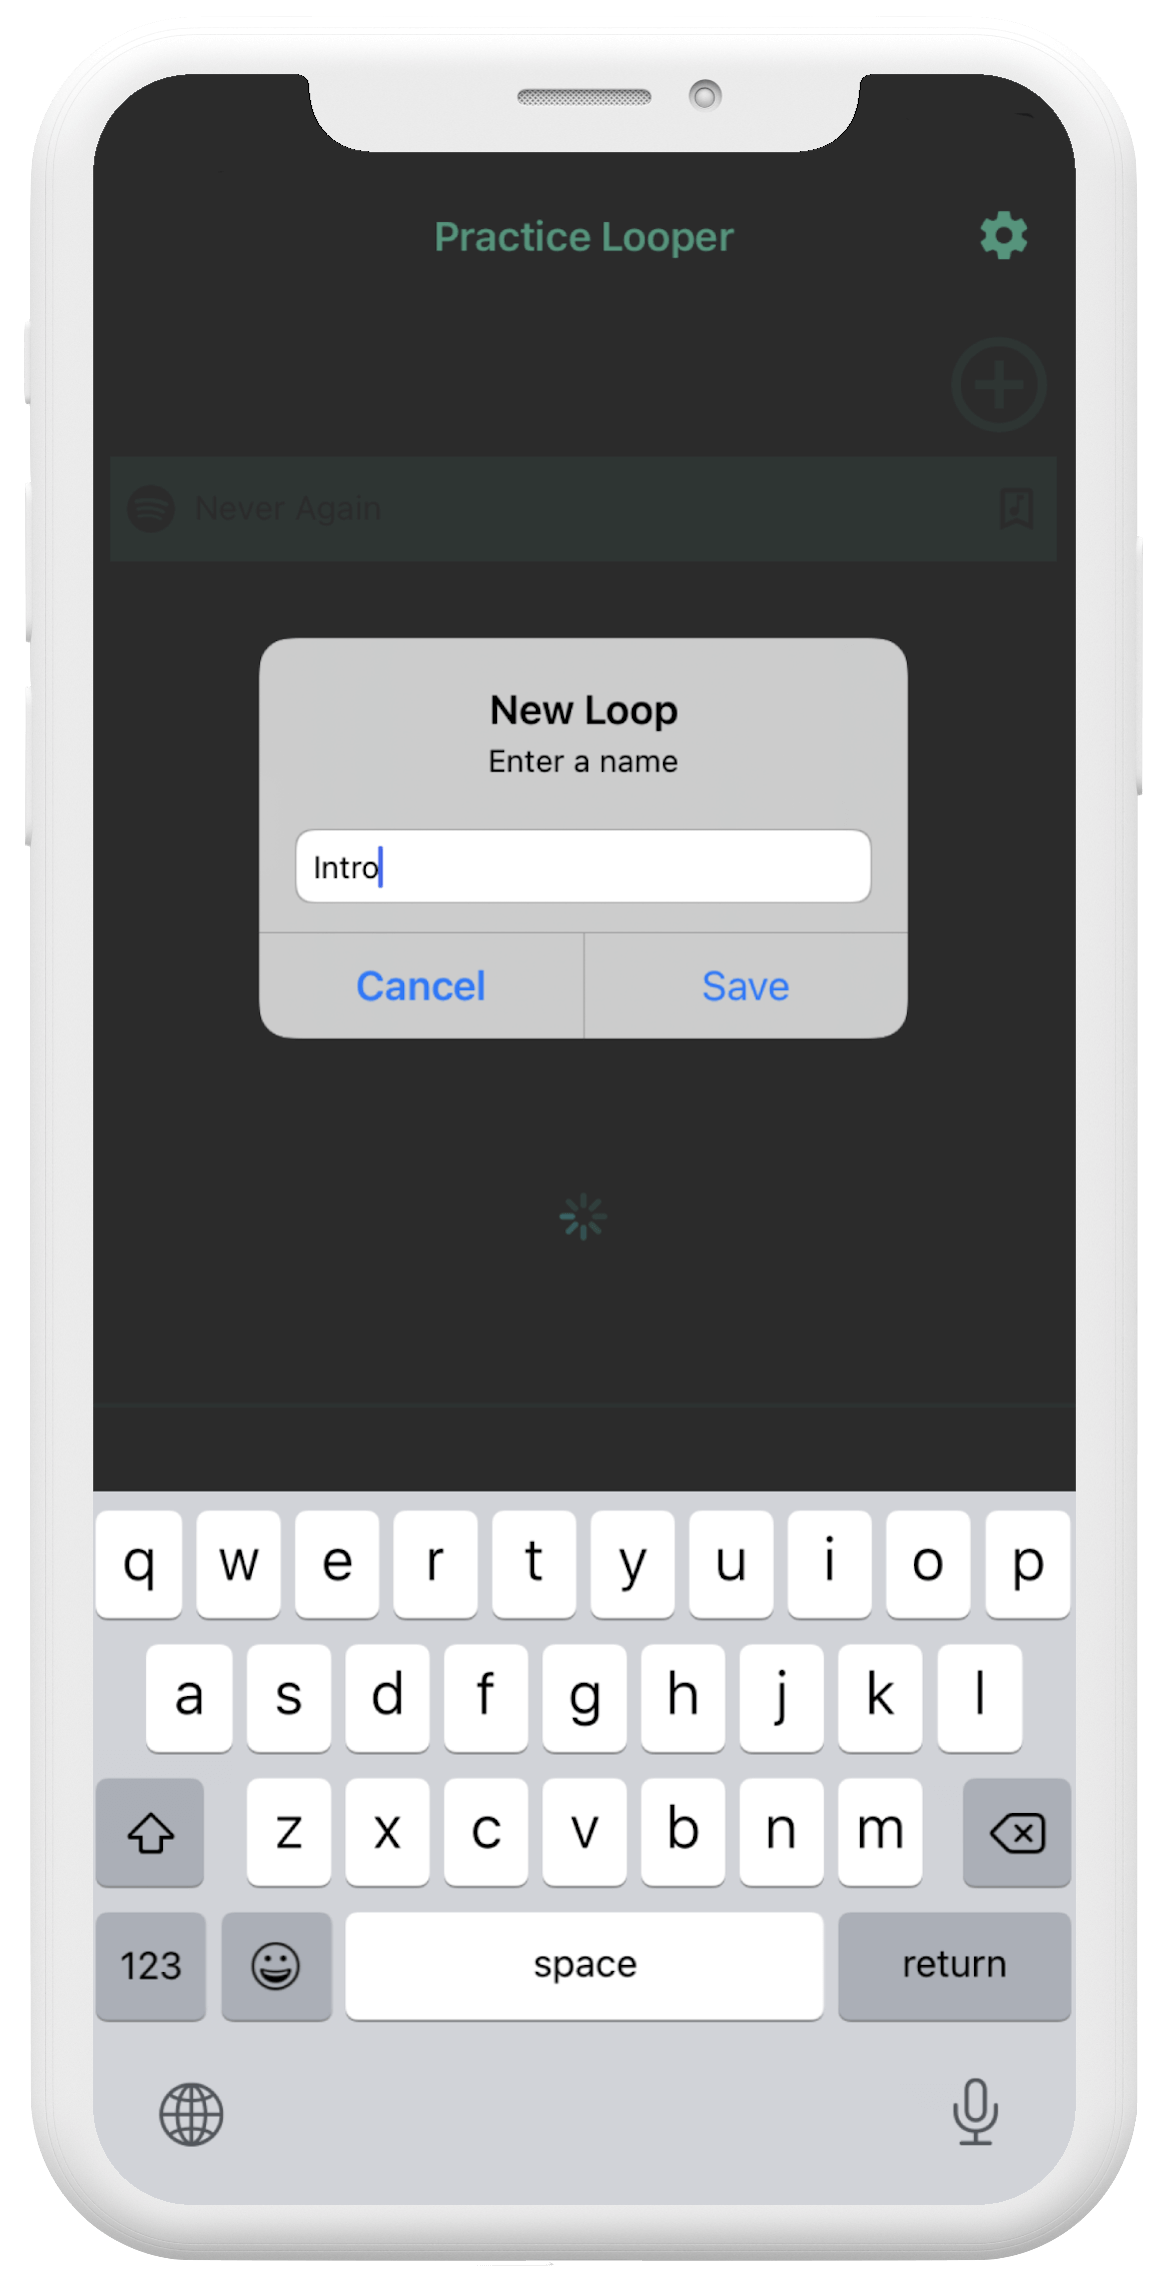 Practice Looper
Never Again
New Loop
Enter a name
Intro
Cancel Save
q w e r t y u i o p
a s d f g h j k l
z x c v b n m
123 space return